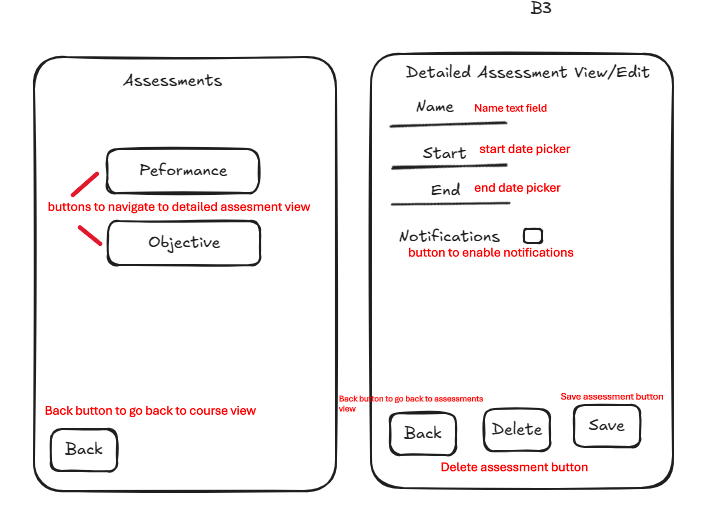 B3
Assessments
Peformance
buttons to navigate to detailed assesment view
Objective
Back button to go back to course view
Back
Detailed Assessment View/Edit
Name Name text field
Start start date picker
End end date picker
Notifications
button to enable notifications
Back button to go back to assessments
view
Save assessment button
Back
Delete
Save
Delete assessment button